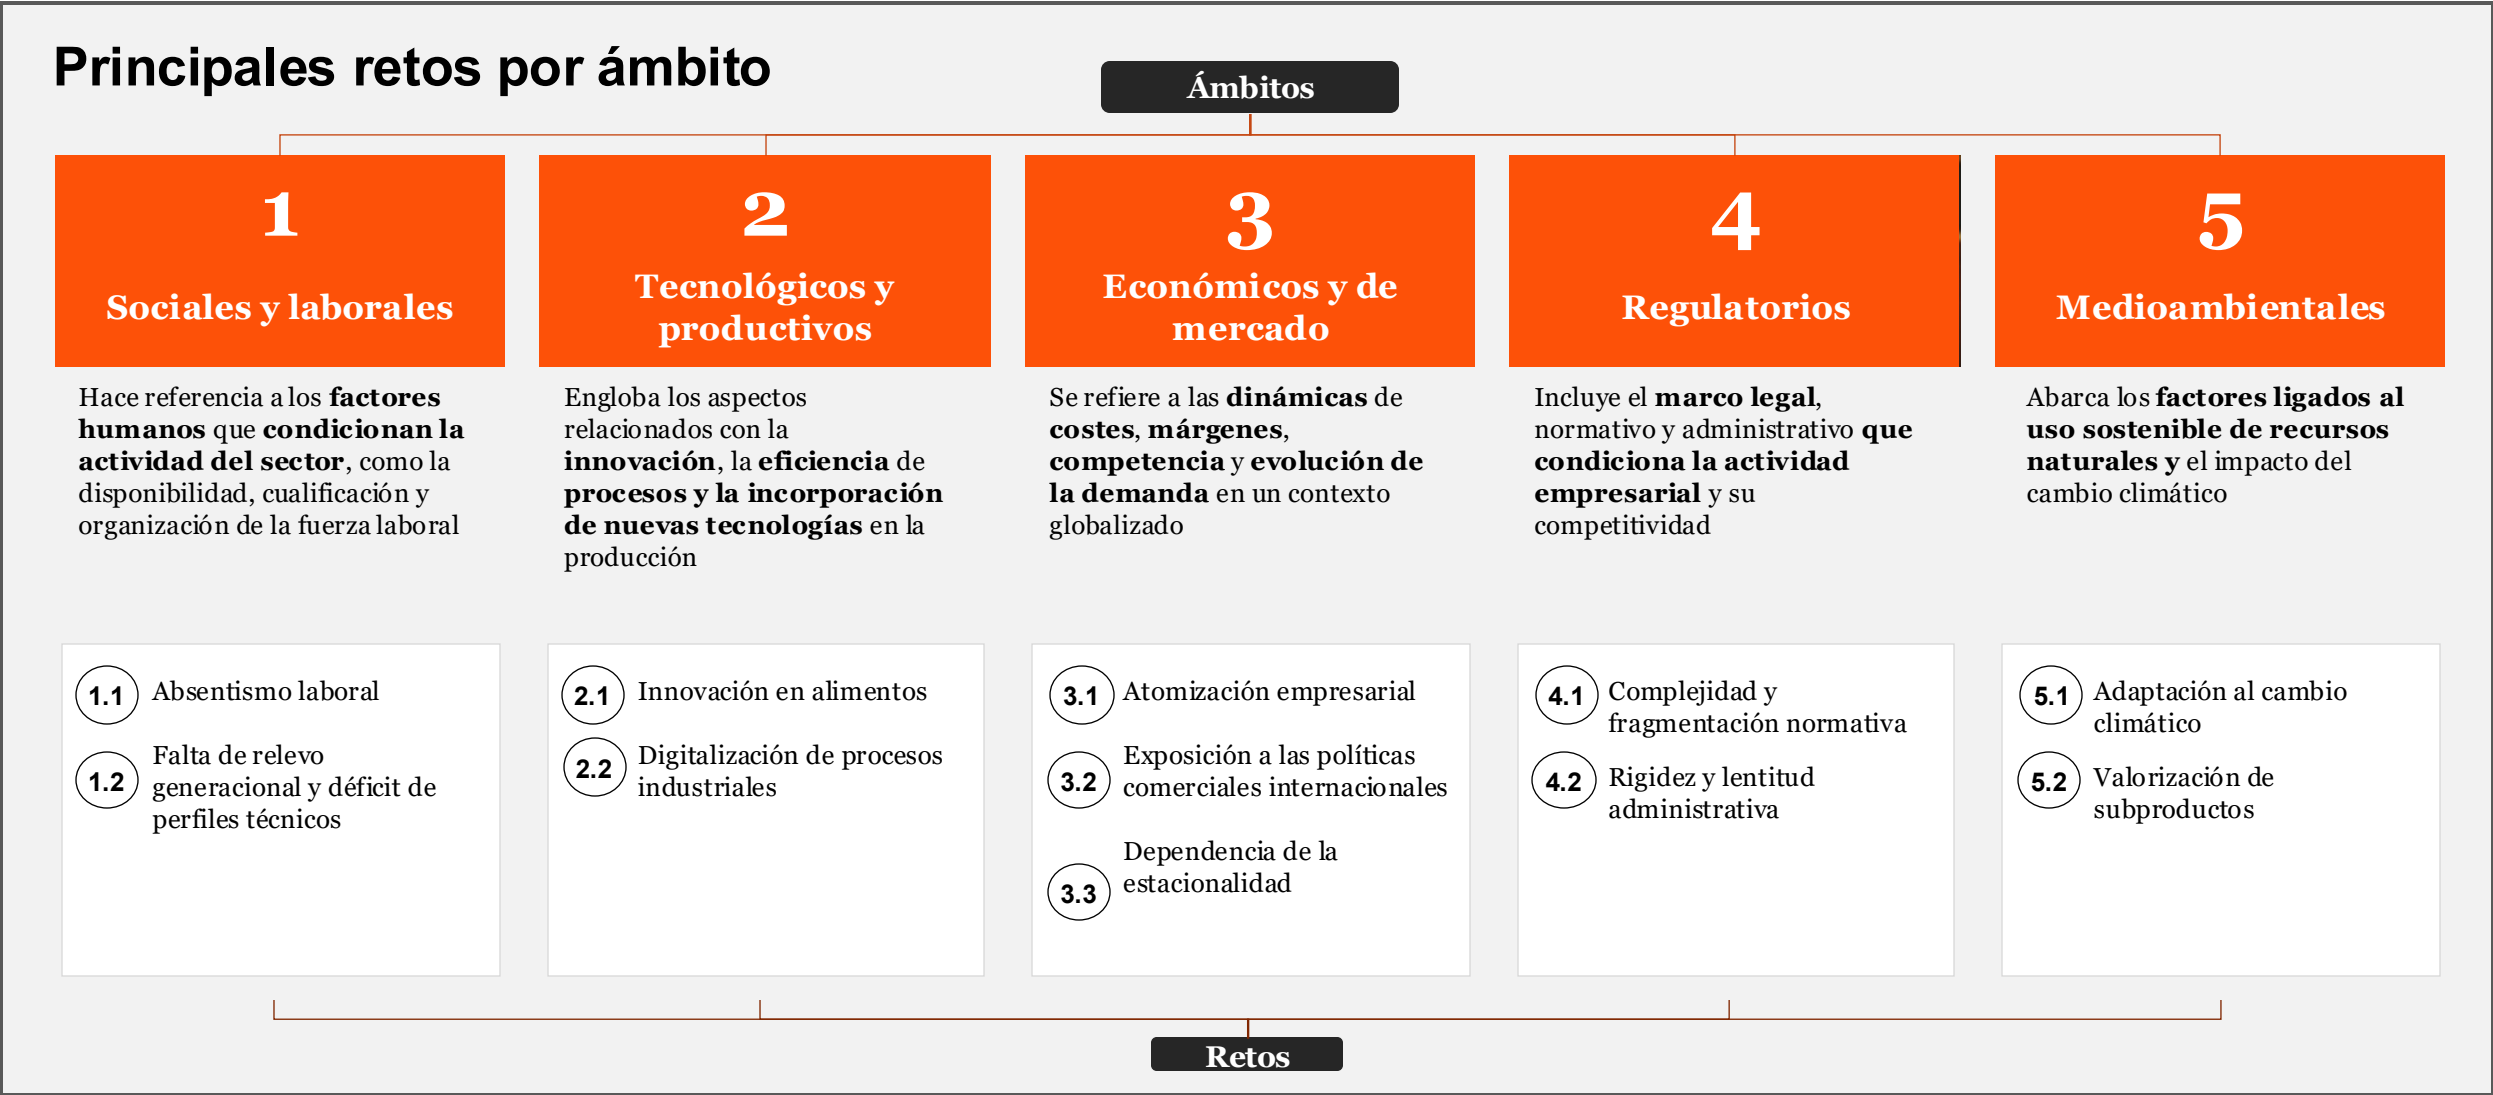 Principales retos por ámbito
Ámbitos
1
Sociales y laborales
Hace referencia a los factores
humanos que condicionan la
actividad del sector, como la
disponibilidad, cualificación y
organización de la fuerza laboral
2
Tecnológicos y
productivos
Engloba los aspectos
relacionados con la
innovación, la eficiencia de
procesos y la incorporación
de nuevas tecnologías en la
producción
3
Económicos y de
mercado
Se refiere a las dinámicas de
costes, márgenes,
competencia y evolución de
la demanda en un contexto
globalizado
4
Regulatorios
Incluye el marco legal,
normativo y administrativo que
condiciona la actividad
empresarial y su
competitividad
5
Medioambientales
Abarca los factores ligados al
uso sostenible de recursos
naturales y el impacto del
cambio climático
1.1 Absentismo laboral
1.2 Falta de relevo
generacional y déficit de
perfiles técnicos
2.1 Innovación en alimentos
2.2 Digitalización de procesos
industriales
3.1 Atomización empresarial
3.2 Exposición a las políticas
comerciales internacionales
3.3 Dependencia de la
estacionalidad
4.1 Complejidad y
fragmentación normativa
4.2 Rigidez y lentitud
administrativa
5.1 Adaptación al cambio
climático
5.2 Valorización de
subproductos
Retos